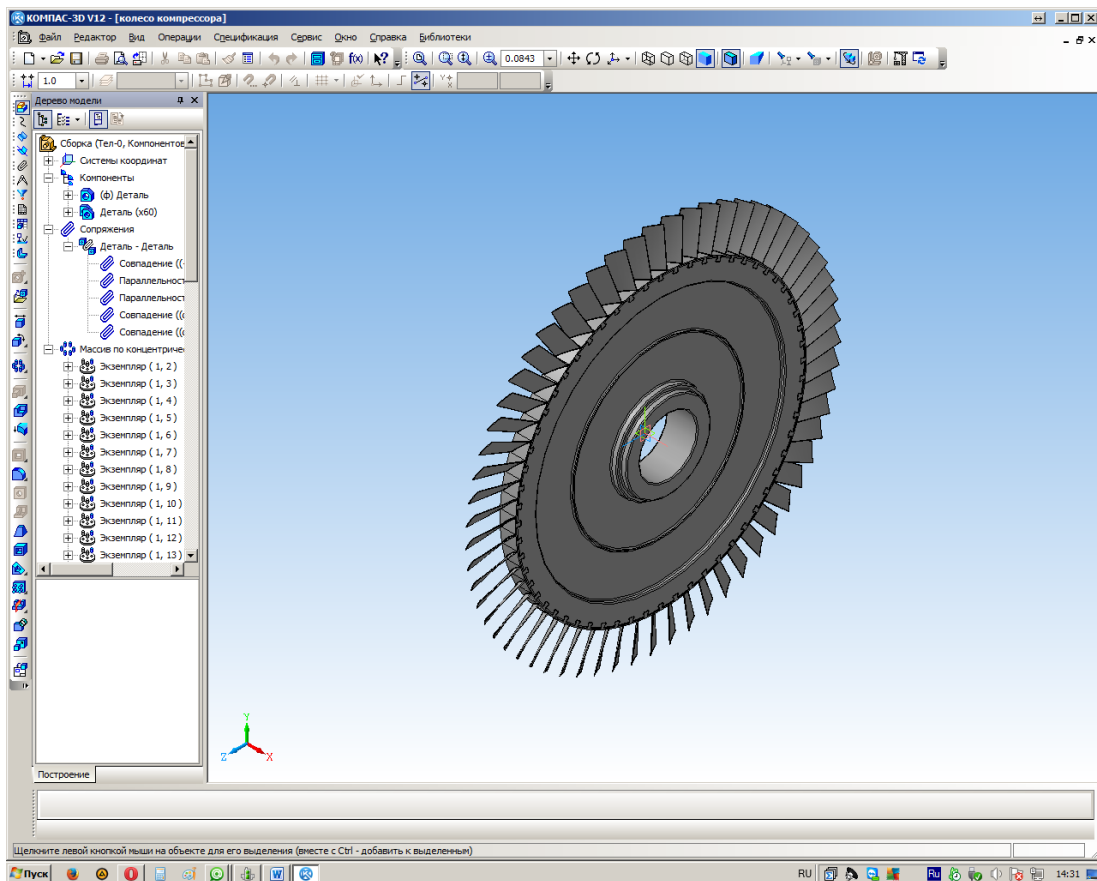 КОМПАС-3D V12 - [колесо компрессора]
Файл Редактор Вид Операции Спецификация Сервис Окно Справка Библиотеки
0.0843
1.0
Дерево модели
Сборка (Тел-0, Компонентов
Системы координат
Компоненты
(ф) Деталь
Деталь (x60)
Сопряжения
Деталь - Деталь
Совпадение ((
Параллельност
Параллельност
Совпадение ((
Совпадение ((
Массив по концентриче
Экземпляр ( 1, 2 )
Экземпляр ( 1, 3 )
Экземпляр ( 1, 4 )
Экземпляр ( 1, 5 )
Экземпляр ( 1, 6 )
Экземпляр ( 1, 7 )
Экземпляр ( 1, 8 )
Экземпляр ( 1, 9 )
Экземпляр ( 1, 10 )
Экземпляр ( 1, 11 )
Экземпляр ( 1, 12 )
Экземпляр ( 1, 13 )
Y
Z X
Построение
Щелкните левой кнопкой мыши на объекте для его выделения (вместе с Ctrl - добавить к выделенным)
Пуск RU Ru 14:31